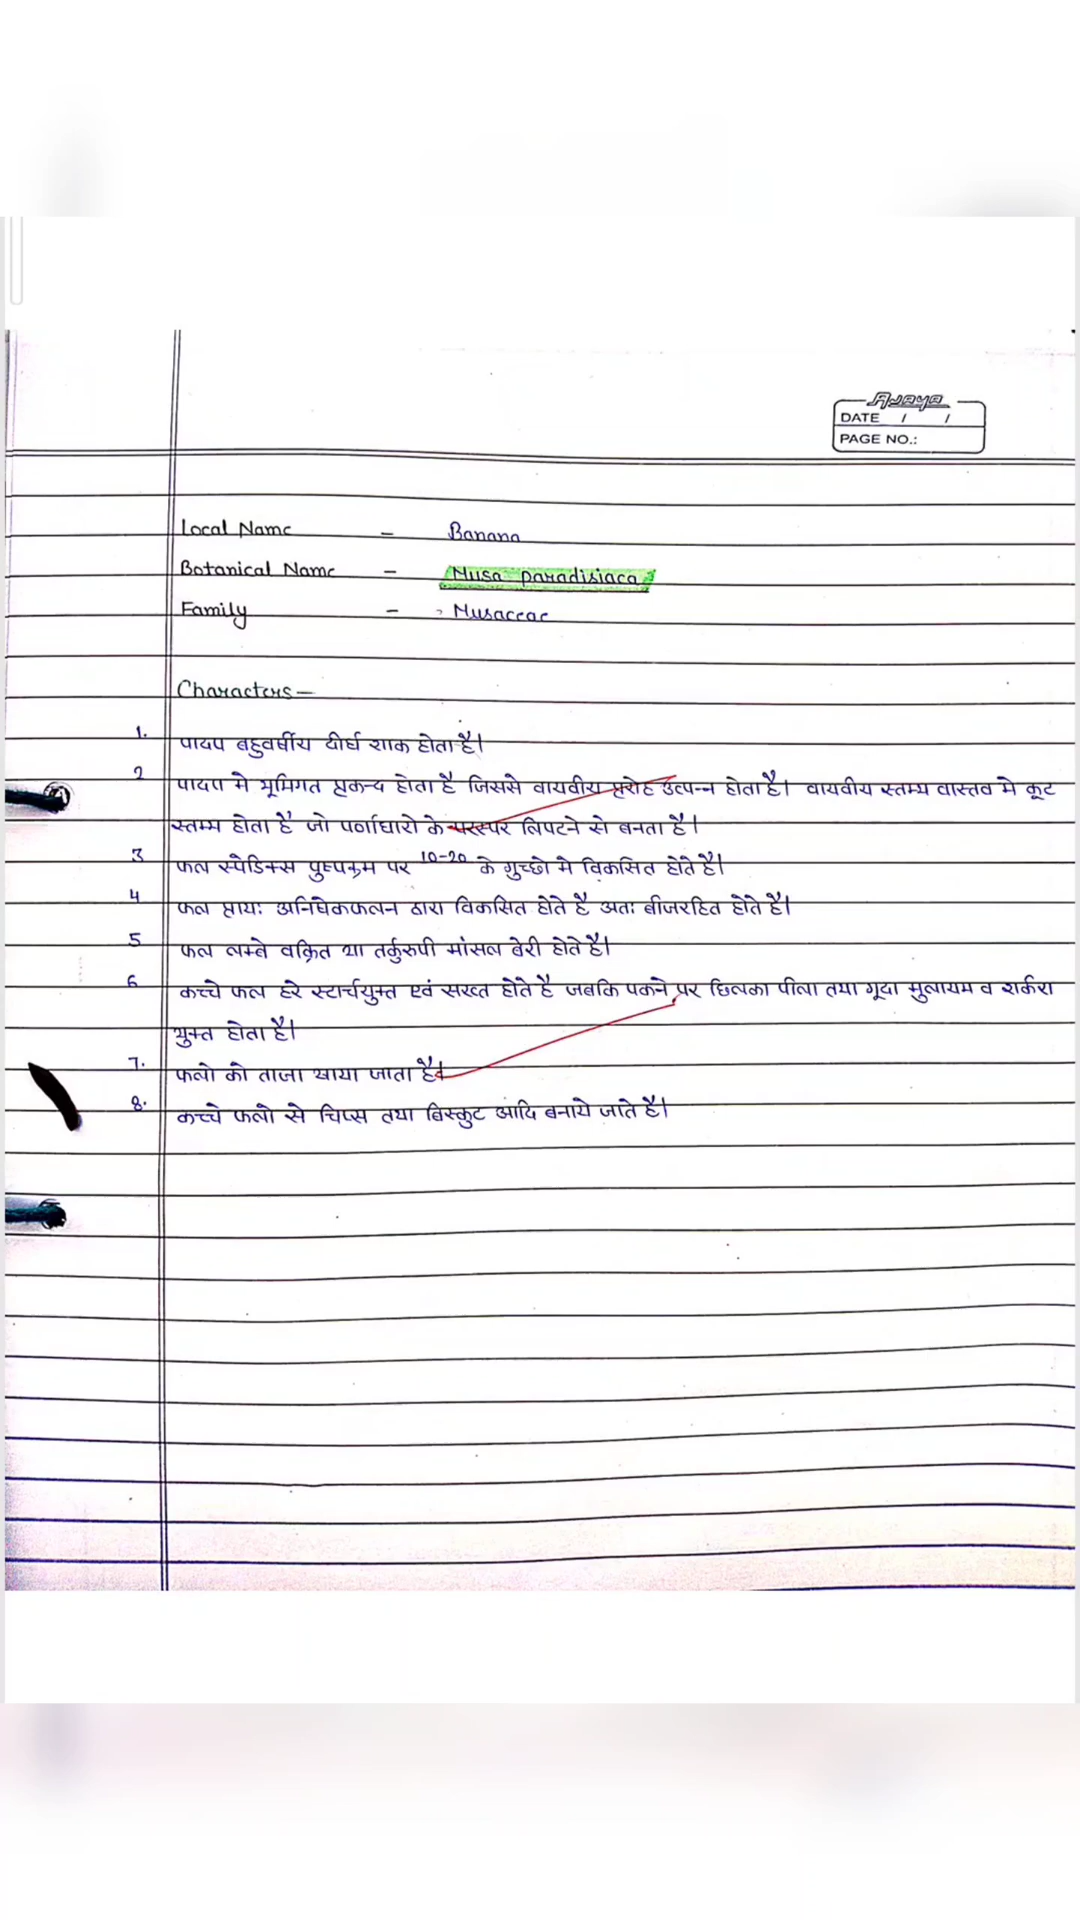 Ajaya
DATE / /
PAGE NO.:
Local Name - Banana
Botanical Name - Musa paradisiaca
Family - Musaceae
Characters -
1. पादप बहुवर्षीय दीर्घ शाक होता है।
2 पादप मे भूमिगत प्रकन्द होता है जिससे वायवीय प्ररोह उत्पन्न होता है। वायवीय स्तम्भ वास्तव मे कूट
स्तम्भ होता है जो पर्णाधारो के परस्पर लिपटने से बनता है।
3 फल स्पेडिक्स पुष्पक्रम पर 10-20 के गुच्छो मे विकसित होते है।
4 फल प्रायः अनिषेकफलन द्वारा विकसित होते है अतः बीजरहित होते है।
5 फल लम्बे वक्रित या तर्कुरुपी मांसल बेरी होते है।
6 कच्चे फल हरे स्टार्चयुक्त एवं सख्त होते है जबकि पकने पर छिलका पीला तथा गूदा मुलायम व शर्करा
युक्त होता है।
7. फलो को ताजा खाया जाता है।
8. कच्चे फलो से चिप्स तथा बिस्कुट आदि बनाये जाते है।